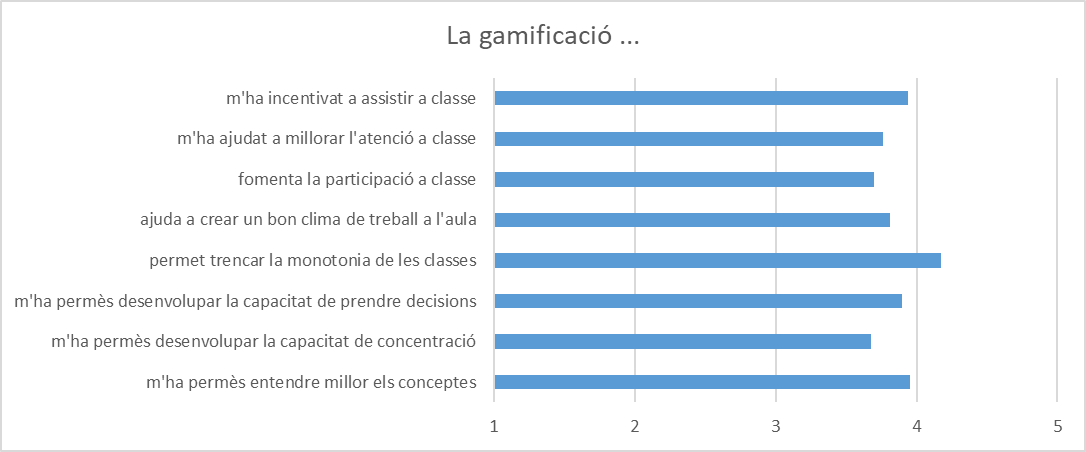 La gamificació ...
m'ha incentivat a assistir a classe
m'ha ajudat a millorar l'atenció a classe
fomenta la participació a classe
ajuda a crear un bon clima de treball a l'aula
permet trencar la monotonia de les classes
m'ha permès desenvolupar la capacitat de prendre decisions
m'ha permès desenvolupar la capacitat de concentració
m'ha permès entendre millor els conceptes
1 2 3 4 5